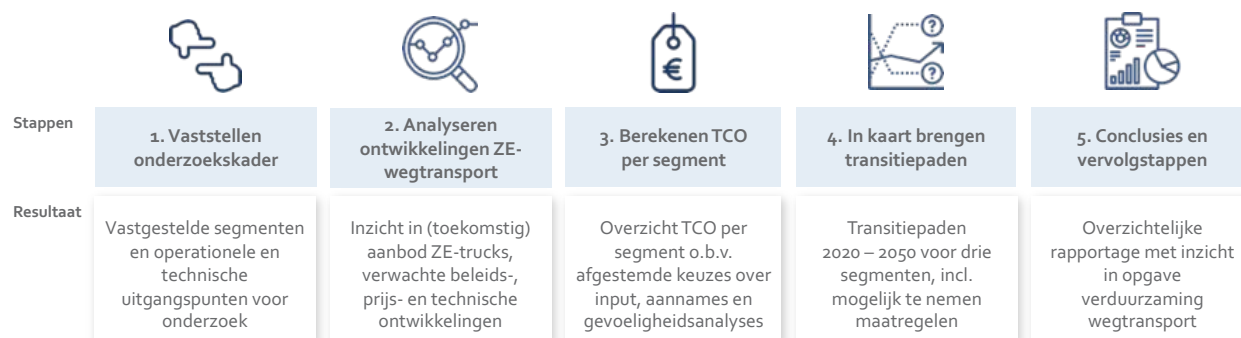 €
?
?
Stappen
1. Vaststellen
onderzoekskader
2. Analyseren
ontwikkelingen ZE-
wegtransport
3. Berekenen TCO
per segment
4. In kaart brengen
transitiepaden
5. Conclusies en
vervolgstappen
Resultaat
Vastgestelde segmenten
en operationele en
technische
uitgangspunten voor
onderzoek
Inzicht in (toekomstig)
aanbod ZE-trucks,
verwachte beleids-,
prijs- en technische
ontwikkelingen
Overzicht TCO per
segment o.b.v.
afgestemde keuzes over
input, aannames en
gevoeligheidsanalyses
Transitiepaden
2020 – 2050 voor drie
segmenten, incl.
mogelijk te nemen
maatregelen
Overzichtelijke
rapportage met inzicht
in opgave
verduurzaming
wegtransport